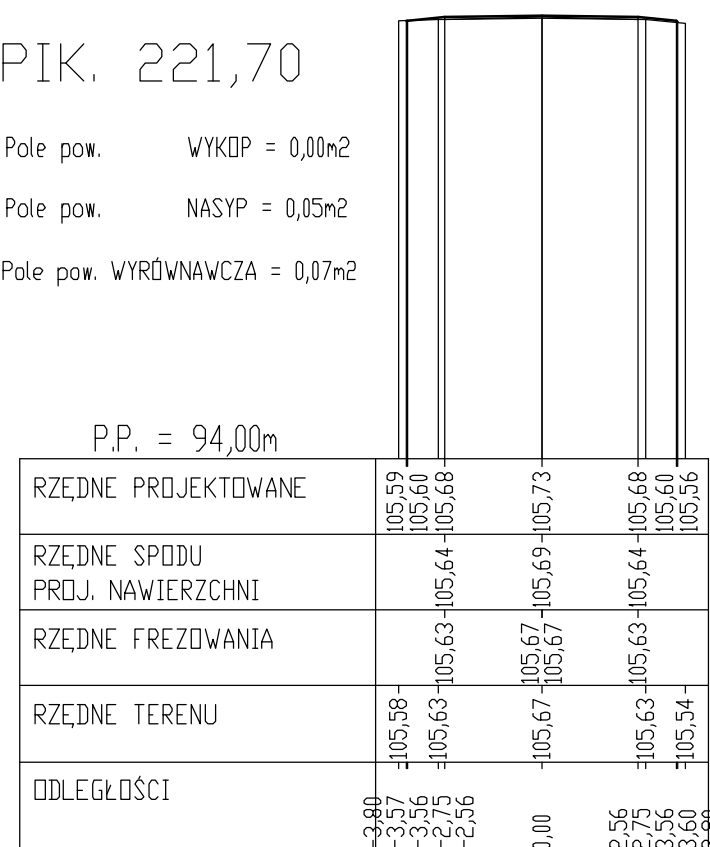 PIK. 221,70
Pole pow. WYKOP = 0,00m2
Pole pow. NASYP = 0,05m2
Pole pow. WYRÓWNAWCZA = 0,07m2
P.P. = 94,00m
RZĘDNE PROJEKTOWANE 105,59 105,60 105,68 105,73 105,68 105,60 105,56
RZĘDNE SPODU
PROJ. NAWIERZCHNI 105,64 105,69 105,64
RZĘDNE FREZOWANIA 105,63 105,67 105,67 105,63
RZĘDNE TERENU 105,58 105,63 105,67 105,63 105,54
ODLEGŁOŚCI -3,80 -3,57 -3,56 -2,75 -2,56 0,00 2,56 2,75 3,56 3,60